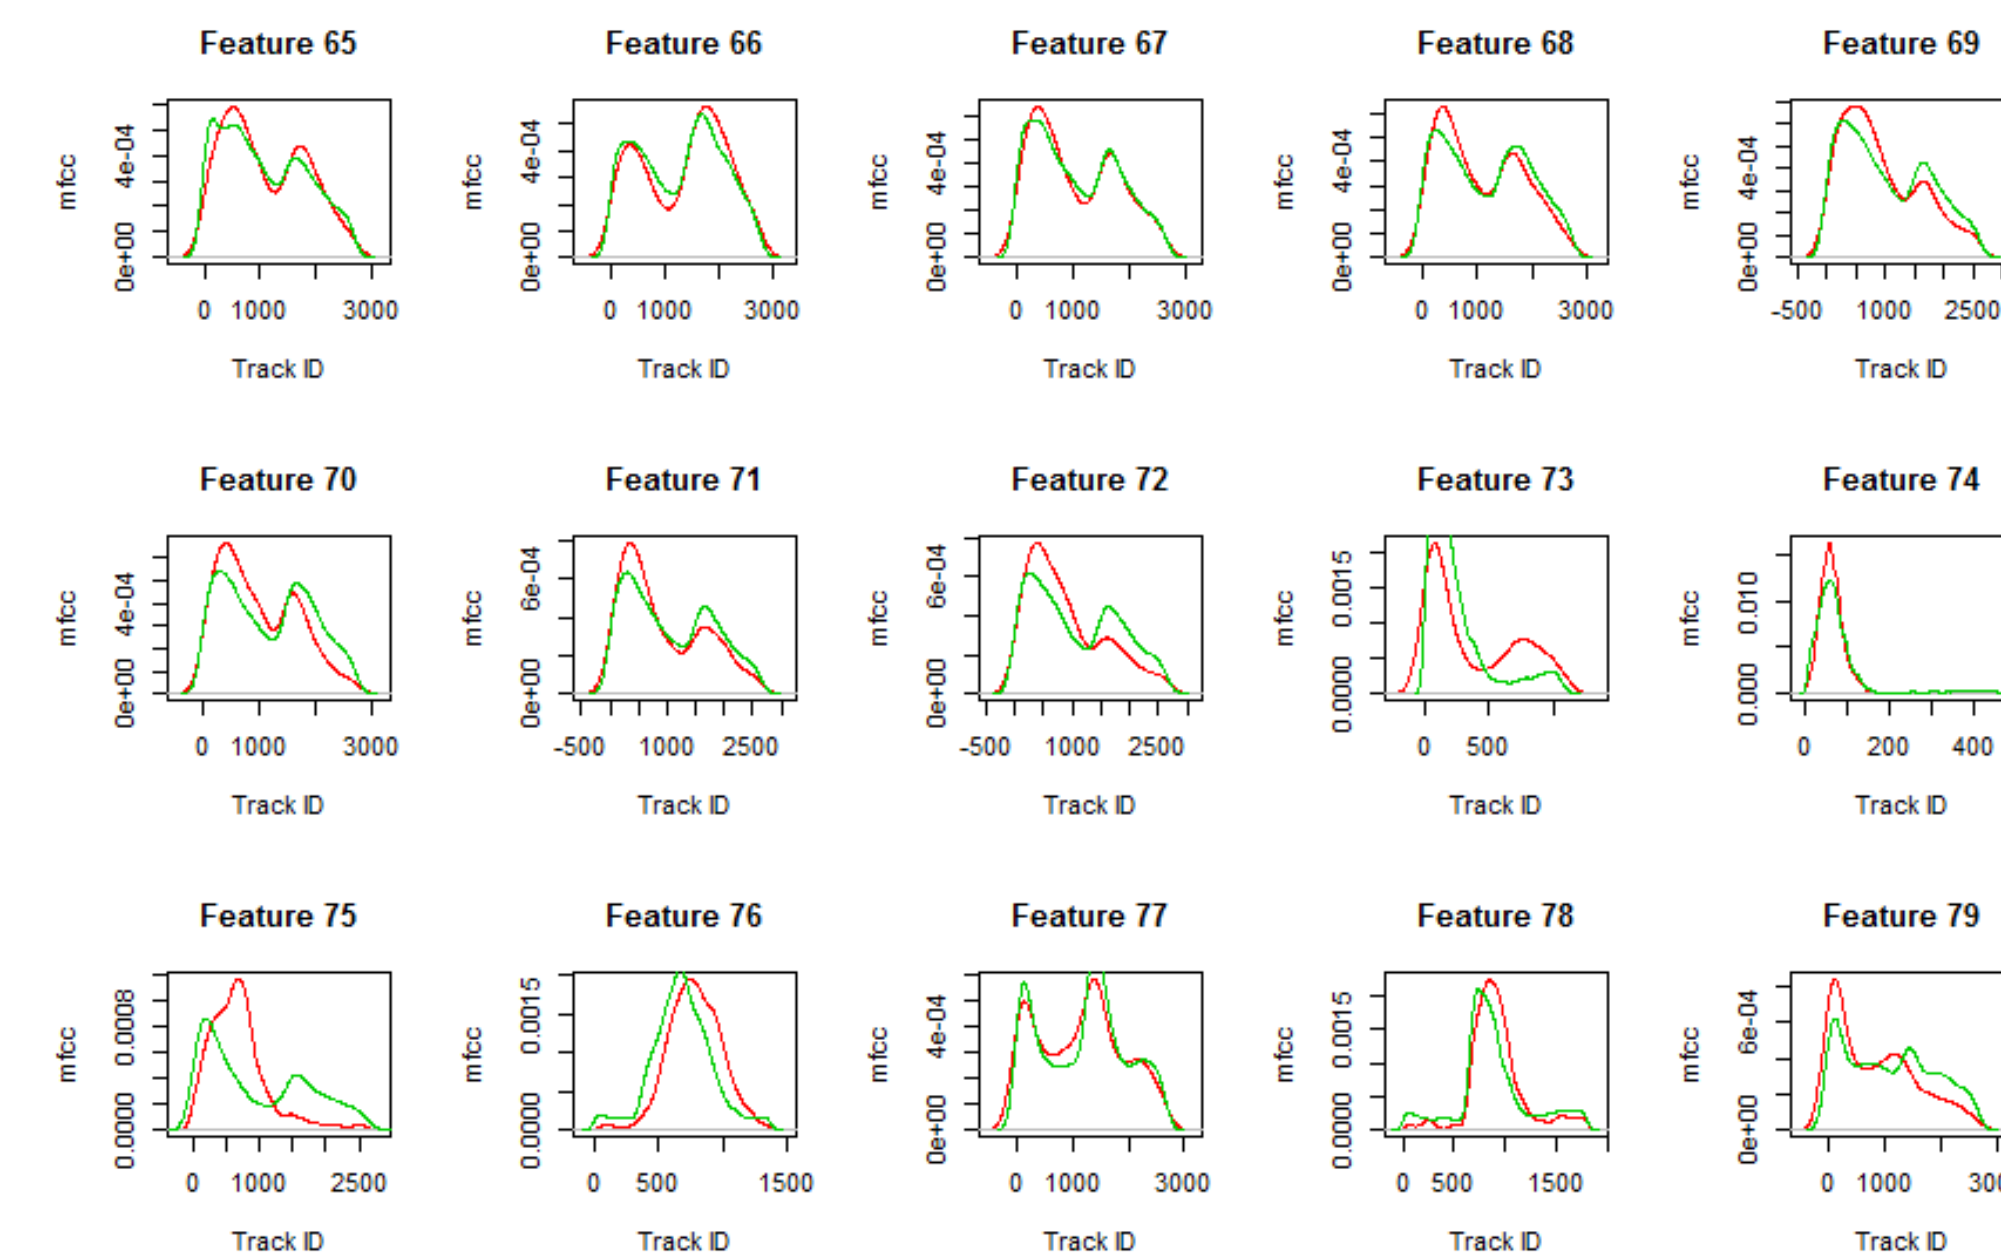 Feature 65 Feature 66 Feature 67 Feature 68 Feature 69
mfcc 0e+00 4e-04 mfcc 0e+00 4e-04 mfcc 0e+00 4e-04 mfcc 0e+00 4e-04 mfcc 0e+00 4e-04
0 1000 3000 0 1000 3000 0 1000 3000 0 1000 3000 -500 1000 2500
Track ID Track ID Track ID Track ID Track ID
Feature 70 Feature 71 Feature 72 Feature 73 Feature 74
mfcc 0e+00 4e-04 mfcc 0e+00 6e-04 mfcc 0e+00 6e-04 mfcc 0.0000 0.0015 mfcc 0.000 0.010
0 1000 3000 -500 1000 2500 -500 1000 2500 0 500 0 200 400
Track ID Track ID Track ID Track ID Track ID
Feature 75 Feature 76 Feature 77 Feature 78 Feature 79
mfcc 0.0000 0.0008 mfcc 0.0000 0.0015 mfcc 0e+00 4e-04 mfcc 0.0000 0.0015 mfcc 0e+00 6e-04
0 1000 2500 0 500 1500 0 1000 3000 0 500 1500 0 1000
Track ID Track ID Track ID Track ID Track ID